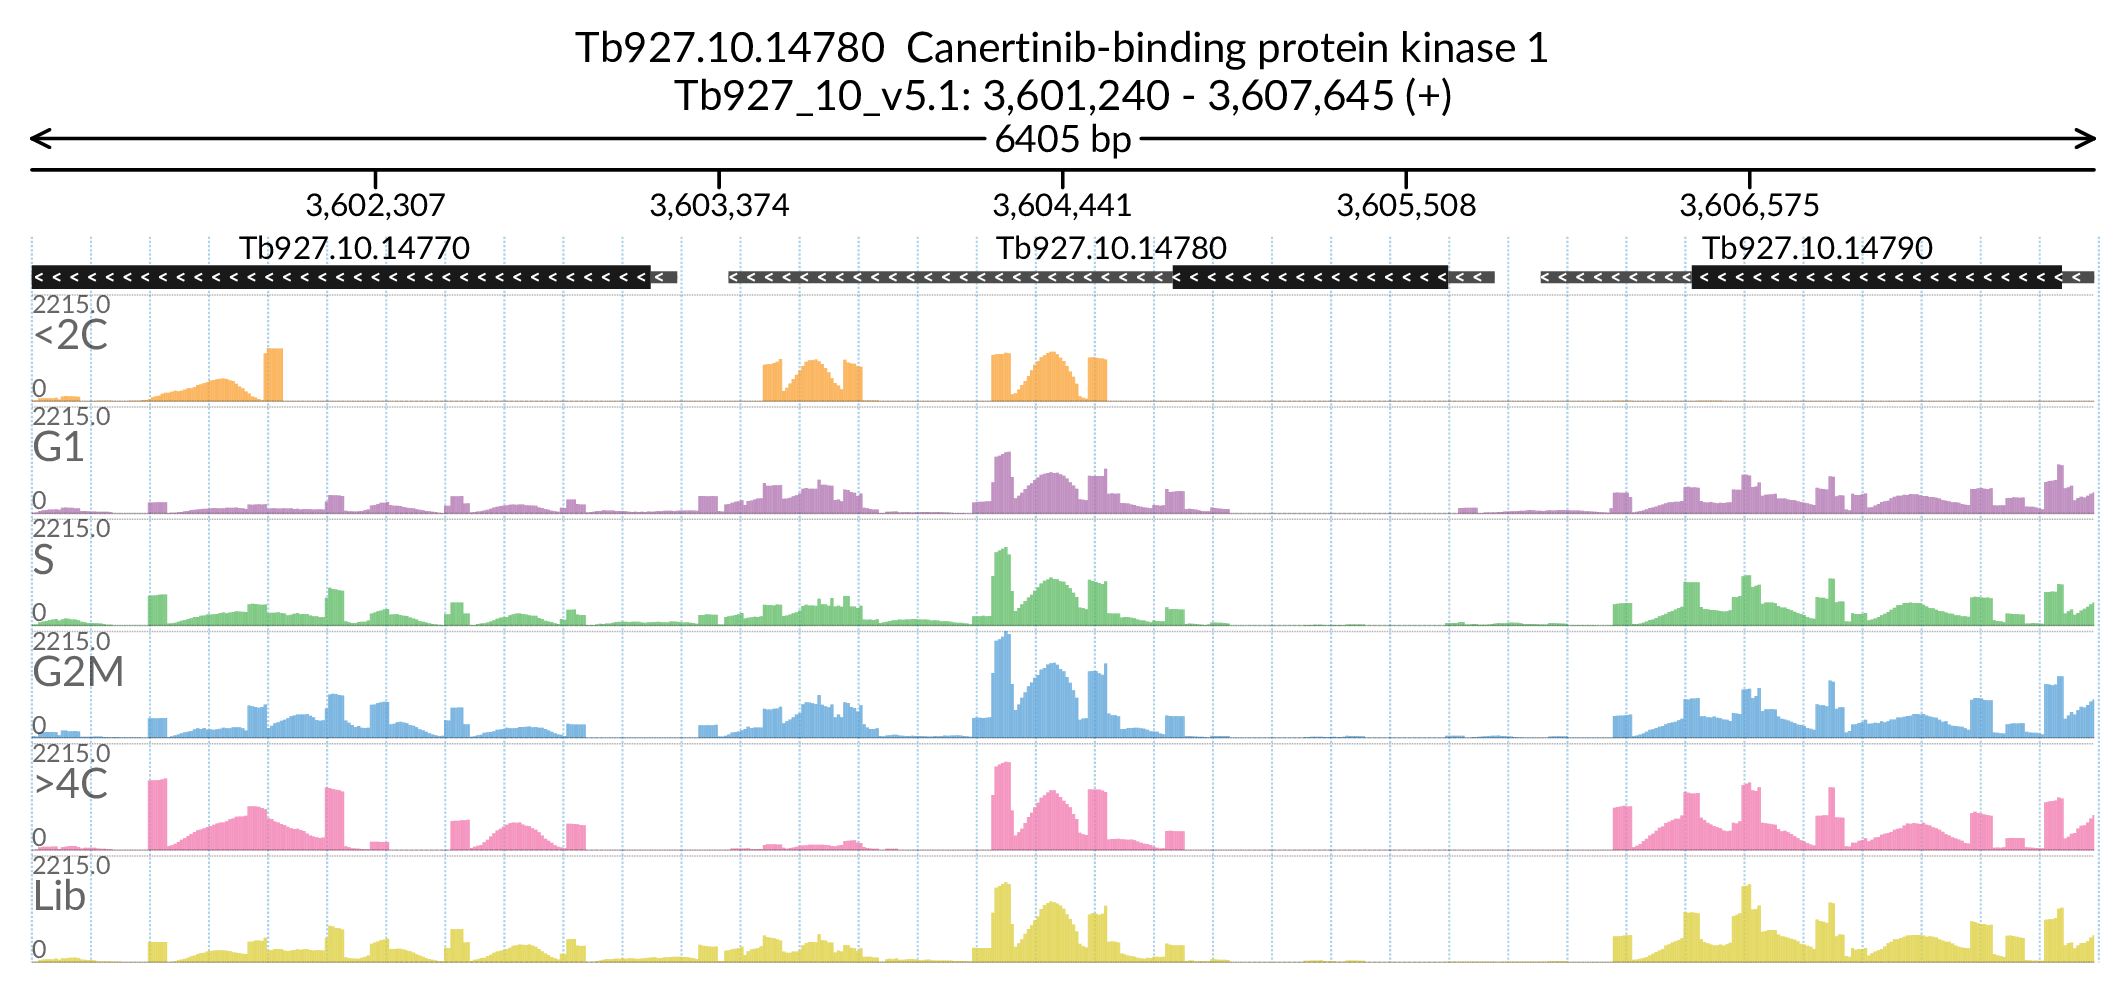 Tb927.10.14780  Canertinib-binding protein kinase 1
Tb927_10_v5.1: 3,601,240 - 3,607,645 (+)
6405 bp
3,602,307 3,603,374 3,604,441 3,605,508 3,606,575
Tb927.10.14770 Tb927.10.14780 Tb927.10.14790
2215.0
<2C
0
2215.0
G1
0
2215.0
S
0
2215.0
G2M
0
2215.0
>4C
0
2215.0
Lib
0